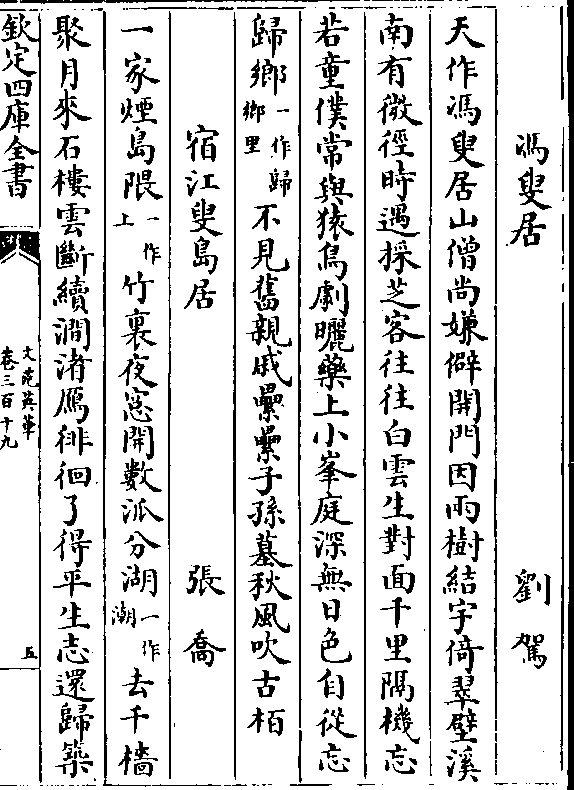 馮叟居 劉駕
天作馮叟居山僧尚嫌僻開門因雨樹結宇倚翠壁溪
南有微徑時遇採芝客往往白雲生對面千里隔機忘
若童僕常與猿鳥劇曬藥上小峯庭深無日色自從忘
歸鄉一作歸鄉里不見舊親戚纍纍子孫墓秋風吹古栢
宿江叟島居 張喬
一家煙島隈一作上竹裏夜窓開數派分湖一作潮去千檣
聚月來石樓雲斷續澗渚鴈徘徊了得平生志還歸築
欽定四庫全書
文苑英華
卷三百十九
五